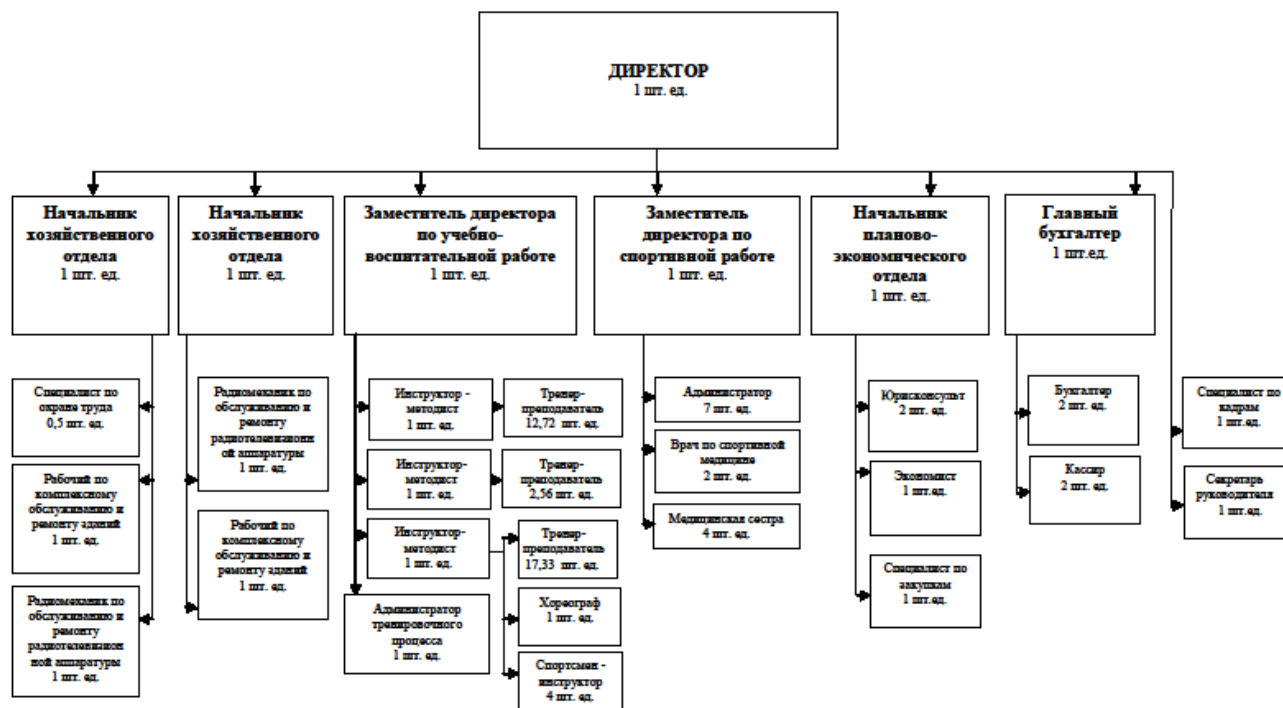 ДИРЕКТОР
1 шт. ед.
Начальник
хозяйственного
отдела
1 шт. ед.
Начальник
хозяйственного
отдела
1 шт. ед.
Заместитель директора
по учебно-
воспитательной работе
1 шт. ед.
Заместитель
директора по
спортивной работе
1 шт. ед.
Начальник
планово-
экономического
отдела
1 шт. ед.
Главный
бухгалтер
1 шт.ед.
Специалист по
охране труда
0,5 шт. ед.
Рабочий по
комплексному
обслуживанию и
ремонту зданий
1 шт. ед.
Радиомеханик по
обслуживанию и
ремонту
радиотелевизион
ной аппаратуры
1 шт. ед.
Радиомеханик по
обслуживанию и
ремонту
радиотелевизионн
ой аппаратуры
1 шт. ед.
Рабочий по
комплексному
обслуживанию и
ремонту зданий
1 шт. ед.
Инструктор -
методист
1 шт. ед.
Тренер-
преподаватель
12,72 шт. ед.
Инструктор-
методист
1 шт. ед.
Тренер-
преподаватель
2,56 шт. ед.
Инструктор-
методист
1 шт. ед.
Тренер-
преподаватель
17,33 шт. ед.
Хореограф
1 шт. ед.
Спортсмен -
инструктор
4 шт. ед.
Администратор
тренировочного
процесса
1 шт. ед.
Администратор
7 шт. ед.
Врач по спортивной
медицине
2 шт. ед.
Медицинская сестра
4 шт. ед.
Юрисконсульт
2 шт. ед.
Экономист
1 шт.ед.
Специалист по
закупкам
1 шт.ед.
Бухгалтер
2 шт. ед.
Кассир
2 шт. ед.
Специалист по
кадрам
1 шт.ед.
Секретарь
руководителя
1 шт.ед.